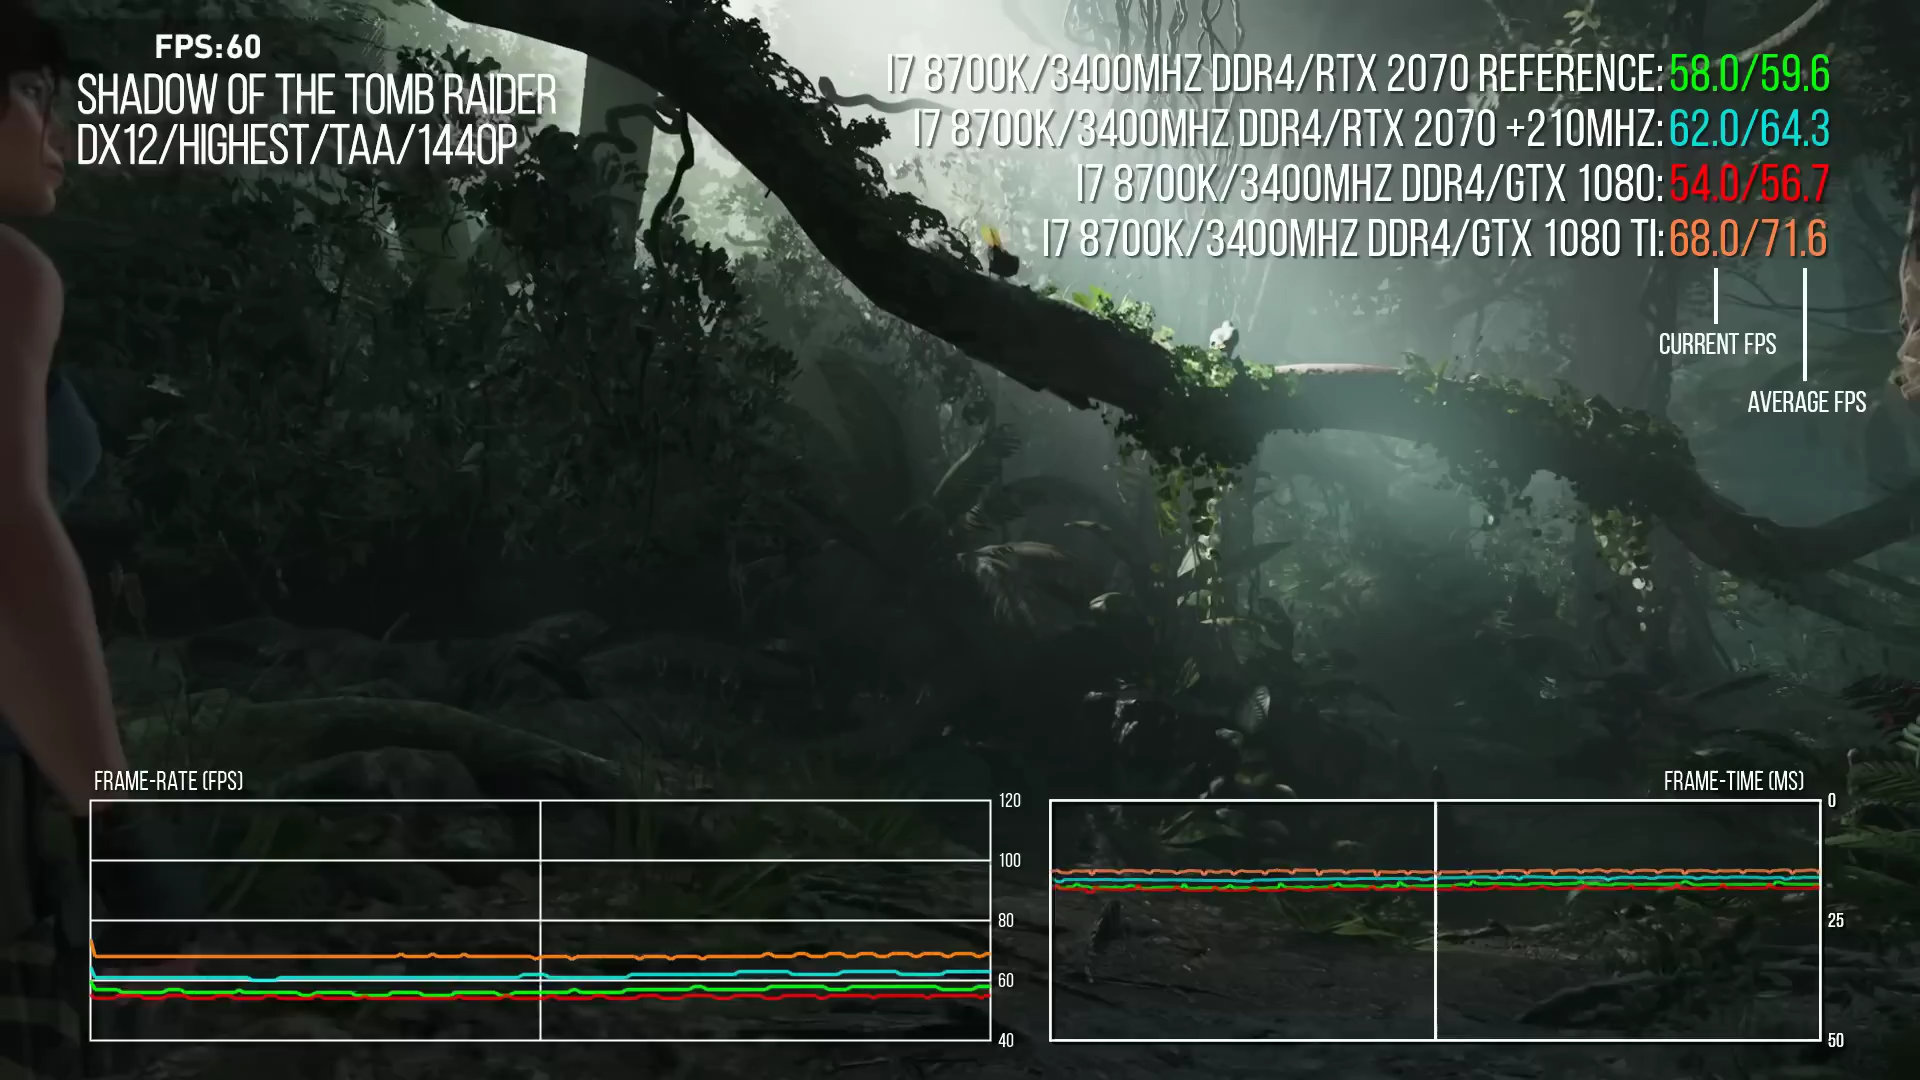 FPS:60
SHADOW OF THE TOMB RAIDER
DX12/HIGHEST/TAA/1440P
I7 8700K/3400MHZ DDR4/RTX 2070 REFERENCE: 58.0/59.6
I7 8700K/3400MHZ DDR4/RTX 2070 +210MHZ: 62.0/64.3
I7 8700K/3400MHZ DDR4/GTX 1080: 54.0/56.7
I7 8700K/3400MHZ DDR4/GTX 1080 TI: 68.0/71.6
CURRENT FPS
AVERAGE FPS
FRAME-RATE (FPS)
120
100
80
60
40
FRAME-TIME (MS)
0
25
50